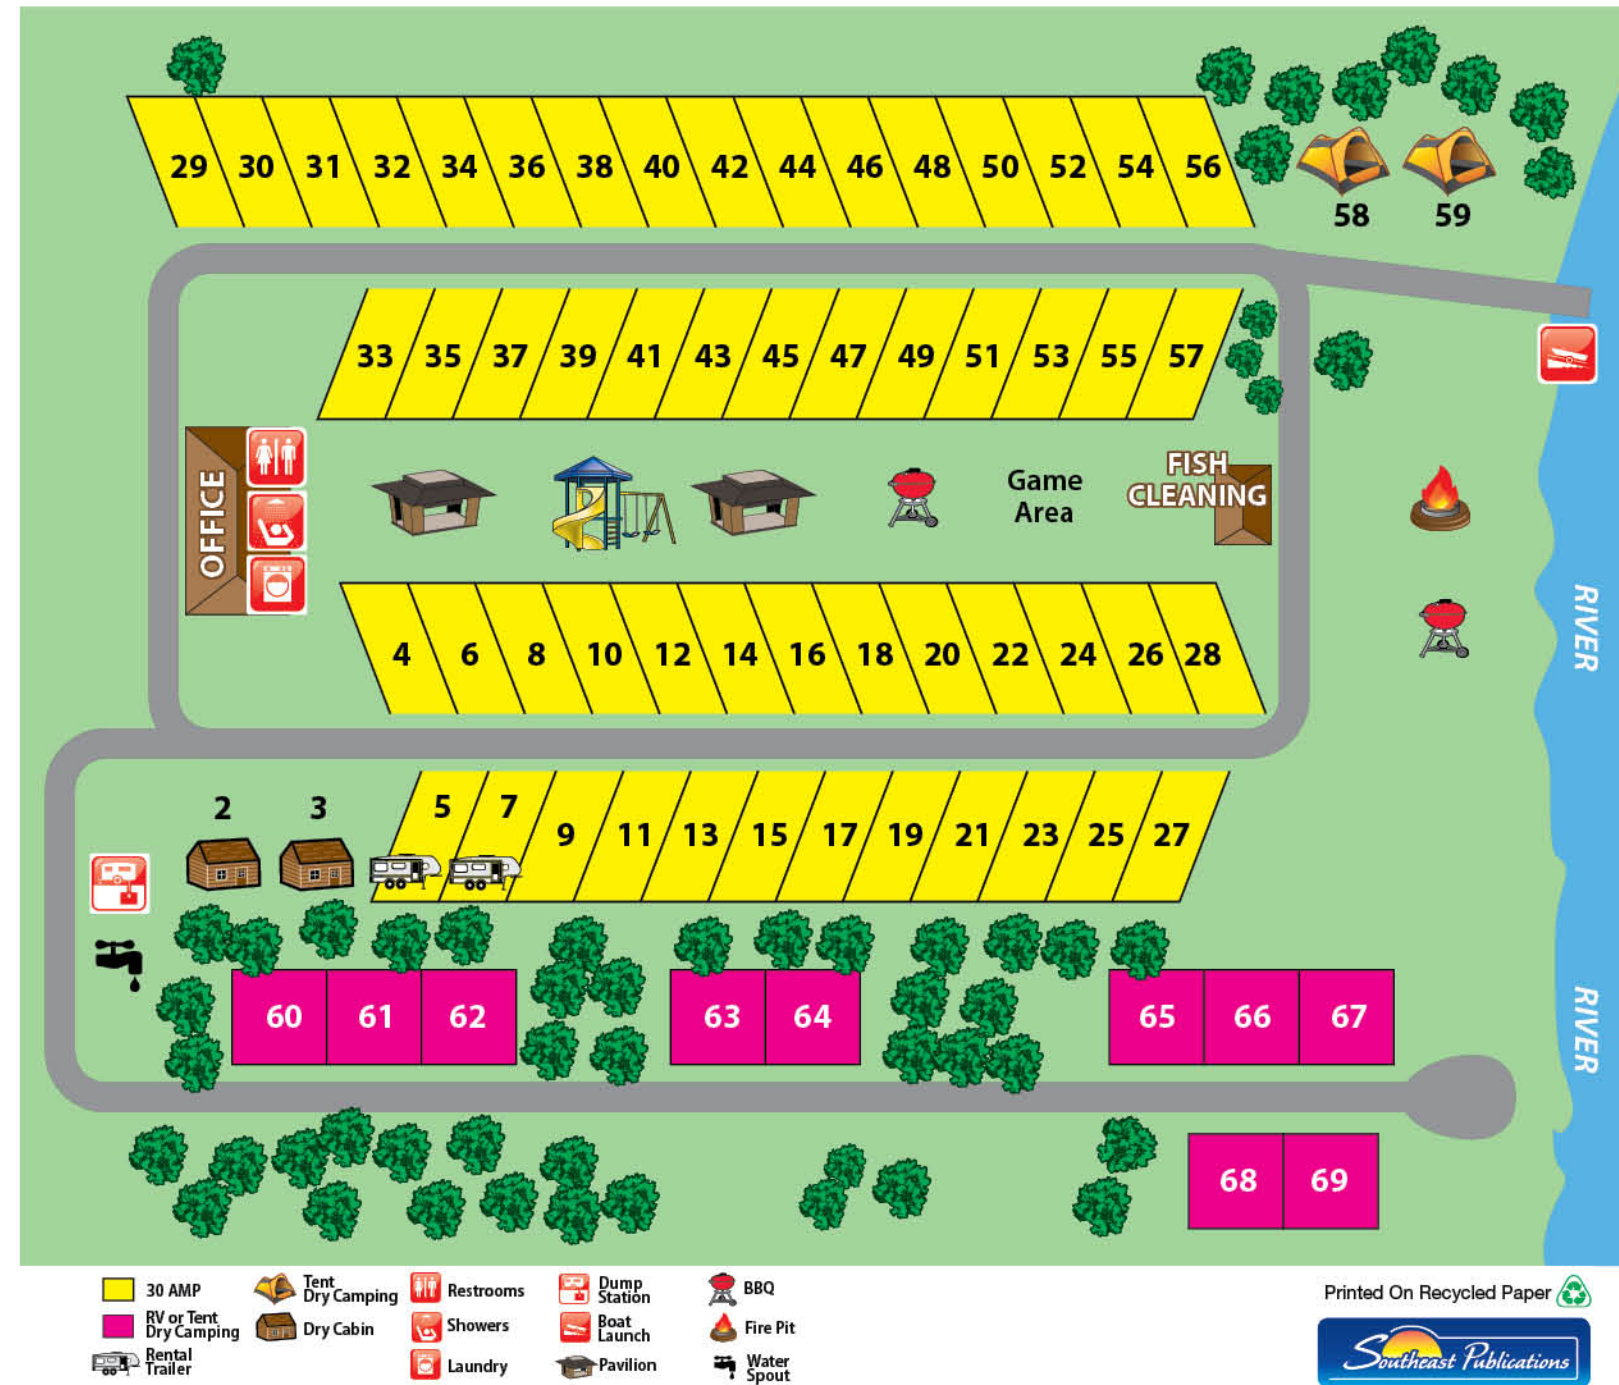 29 30 31 32 34 36 38 40 42 44 46 48 50 52 54 56
58 59
33 35 37 39 41 43 45 47 49 51 53 55 57
OFFICE
Game
Area
FISH
CLEANING
RIVER
4 6 8 10 12 14 16 18 20 22 24 26 28
2 3 5 7
9 11 13 15 17 19 21 23 25 27
60 61 62 63 64 65 66 67
RIVER
68 69
30 AMP
RV or Tent
Dry Camping
Rental
Trailer
Tent
Dry Camping
Dry Cabin
Restrooms
Showers
Laundry
Dump
Station
Boat
Launch
Pavilion
BBQ
Fire Pit
Water
Spout
Printed On Recycled Paper
Southeast Publications